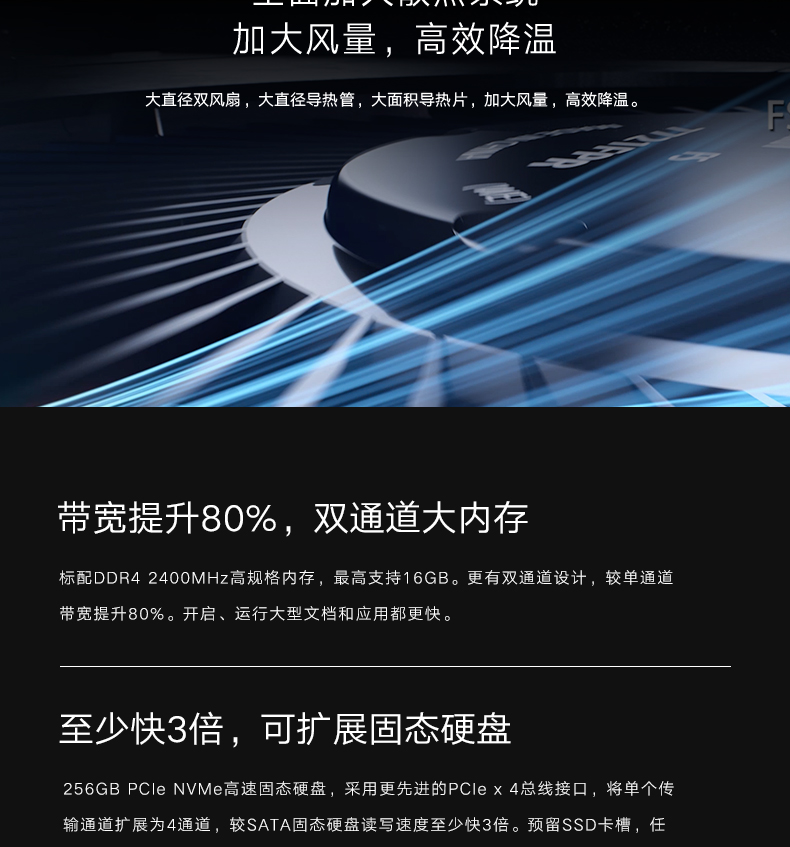 全面加大散热系统
加大风量，高效降温
大直径双风扇，大直径导热管，大面积导热片，加大风量，高效降温。
带宽提升80%，双通道大内存
标配DDR4 2400MHz高规格内存，最高支持16GB。更有双通道设计，较单通道
带宽提升80%。开启、运行大型文档和应用都更快。
至少快3倍，可扩展固态硬盘
256GB PCIe NVMe高速固态硬盘，采用更先进的PCIe x 4总线接口，将单个传
输通道扩展为4通道，较SATA固态硬盘读写速度至少快3倍。预留SSD卡槽，任